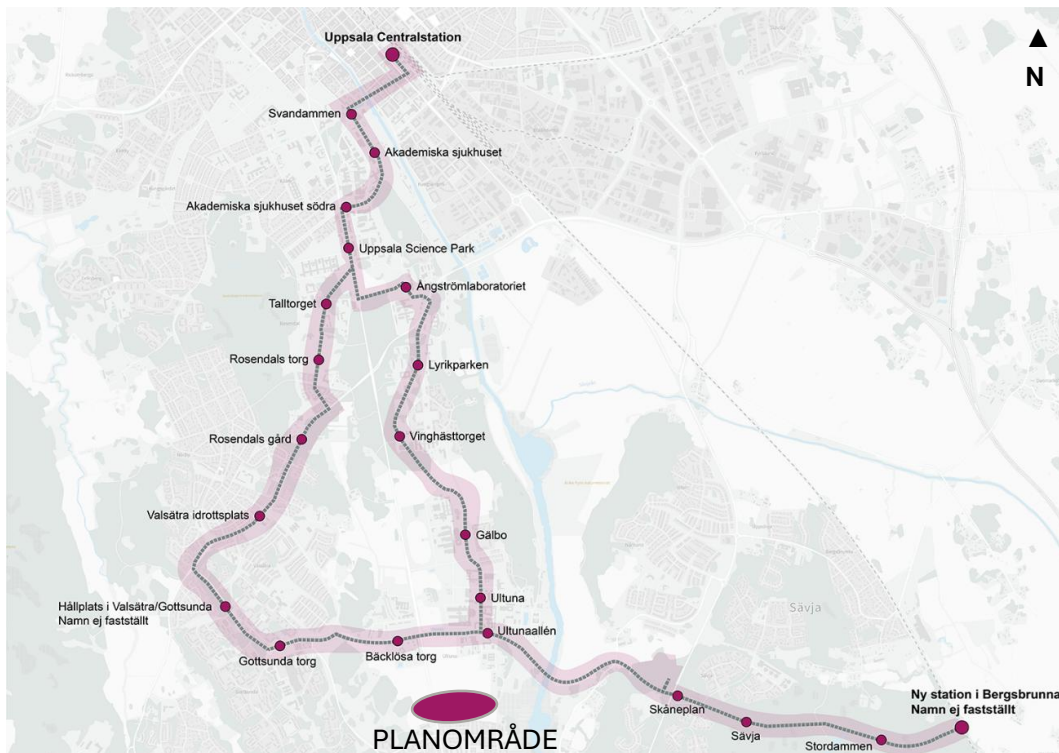 Uppsala Centralstation
▲
N
Svandammen
Akademiska sjukhuset
Akademiska sjukhuset södra
Uppsala Science Park
Ångströmlaboratoriet
Talltorget
Rosendals torg
Lyrikparken
Rosendals gård
Vinghästtorget
Valsätra idrottsplats
Gälbo
Hållplats i Valsätra/Gottsunda
Namn ej fastställt
Ultuna
Sävja
Ultunaallén
Gottsunda torg
Bäcklösa torg
Skåneplan
Ny station i Bergsbrunna
Namn ej fastställt
Sävja
Stordammen
PLANOMRÅDE